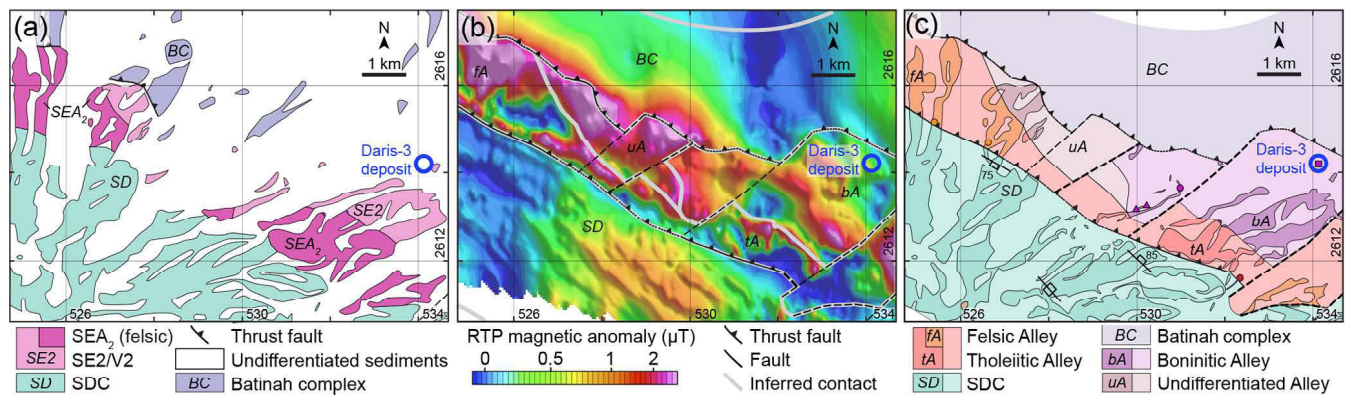 (a)
N
1 km
BC
2616
SEA2
Daris-3
deposit
SD
SE2
SEA2
2612
526
530
534
SEA2 (felsic)
SE2 SE2/V2
SD SDC
Thrust fault
Undifferentiated sediments
BC Batinah complex
(b)
N
1 km
BC
fA
2616
uA
Daris-3
deposit
bA
SD
tA
2612
526
530
534
RTP magnetic anomaly (μT)
0 0.5 1 2
Thrust fault
Fault
Inferred contact
(c)
N
1 km
fA
BC
2616
uA
Daris-3
deposit
75
SD
bA
tA
2612
85
526
530
534
fA Felsic Alley
tA Tholeiitic Alley
SD SDC
BC Batinah complex
bA Boninitic Alley
uA Undifferentiated Alley